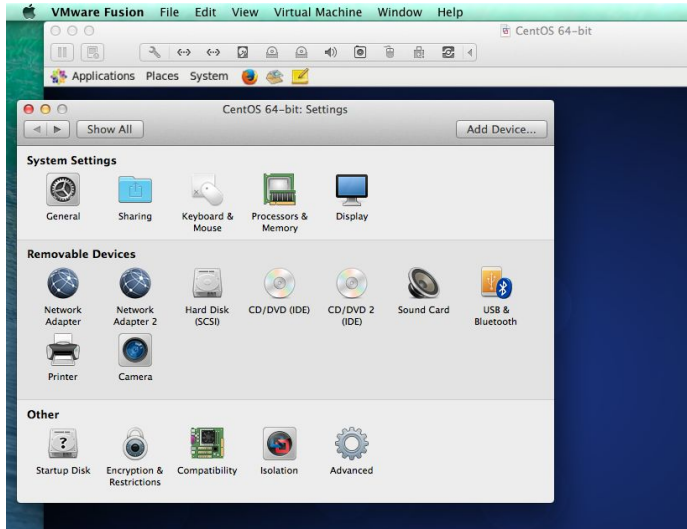 VMware Fusion File Edit View Virtual Machine Window Help
CentOS 64-bit
Applications Places System
CentOS 64-bit: Settings
Show All Add Device...
System Settings
General Sharing Keyboard & Processors & Display
Mouse Memory
Removable Devices
Network Network Hard Disk CD/DVD (IDE) CD/DVD 2 Sound Card USB &
Adapter Adapter 2 (SCSI) (IDE) Bluetooth
Printer Camera
Other
?
Startup Disk Encryption & Compatibility Isolation Advanced
Restrictions